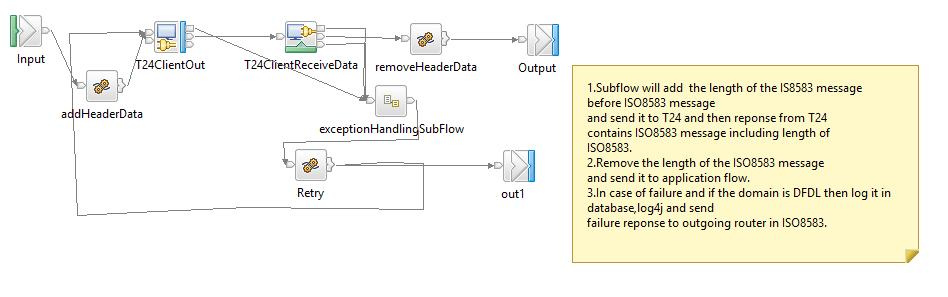 Input
T24ClientOut
T24ClientReceiveData
removeHeaderData
Output
addHeaderData
exceptionHandlingSubFlow
Retry
out1
1.Subflow will add the length of the IS8583 message
before ISO8583 message
and send it to T24 and then reponse from T24
contains ISO8583 message including length of
ISO8583.
2.Remove the length of the ISO8583 message
and send it to application flow.
3.In case of failure and if the domain is DFDL then log it in
database,log4j and send
failure reponse to outgoing router in ISO8583.